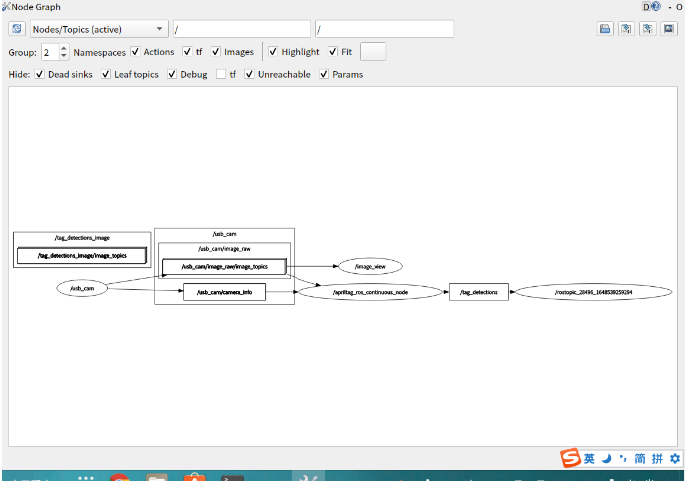 Node Graph
D - O
Nodes/Topics (active) / /
Group: 2 Namespaces Actions tf Images Highlight Fit
Hide: Dead sinks Leaf topics Debug tf Unreachable Params
/tag_detections_image
/tag_detections_image/image_topics
/usb_cam
/usb_cam/image_raw
/usb_cam/image_raw/image_topics
/image_view
/usb_cam
/usb_cam/camera_info
/apriltag_ros_continuous_node
/tag_detections
/rostopic_28496_1648539259294
S 英 简 拼